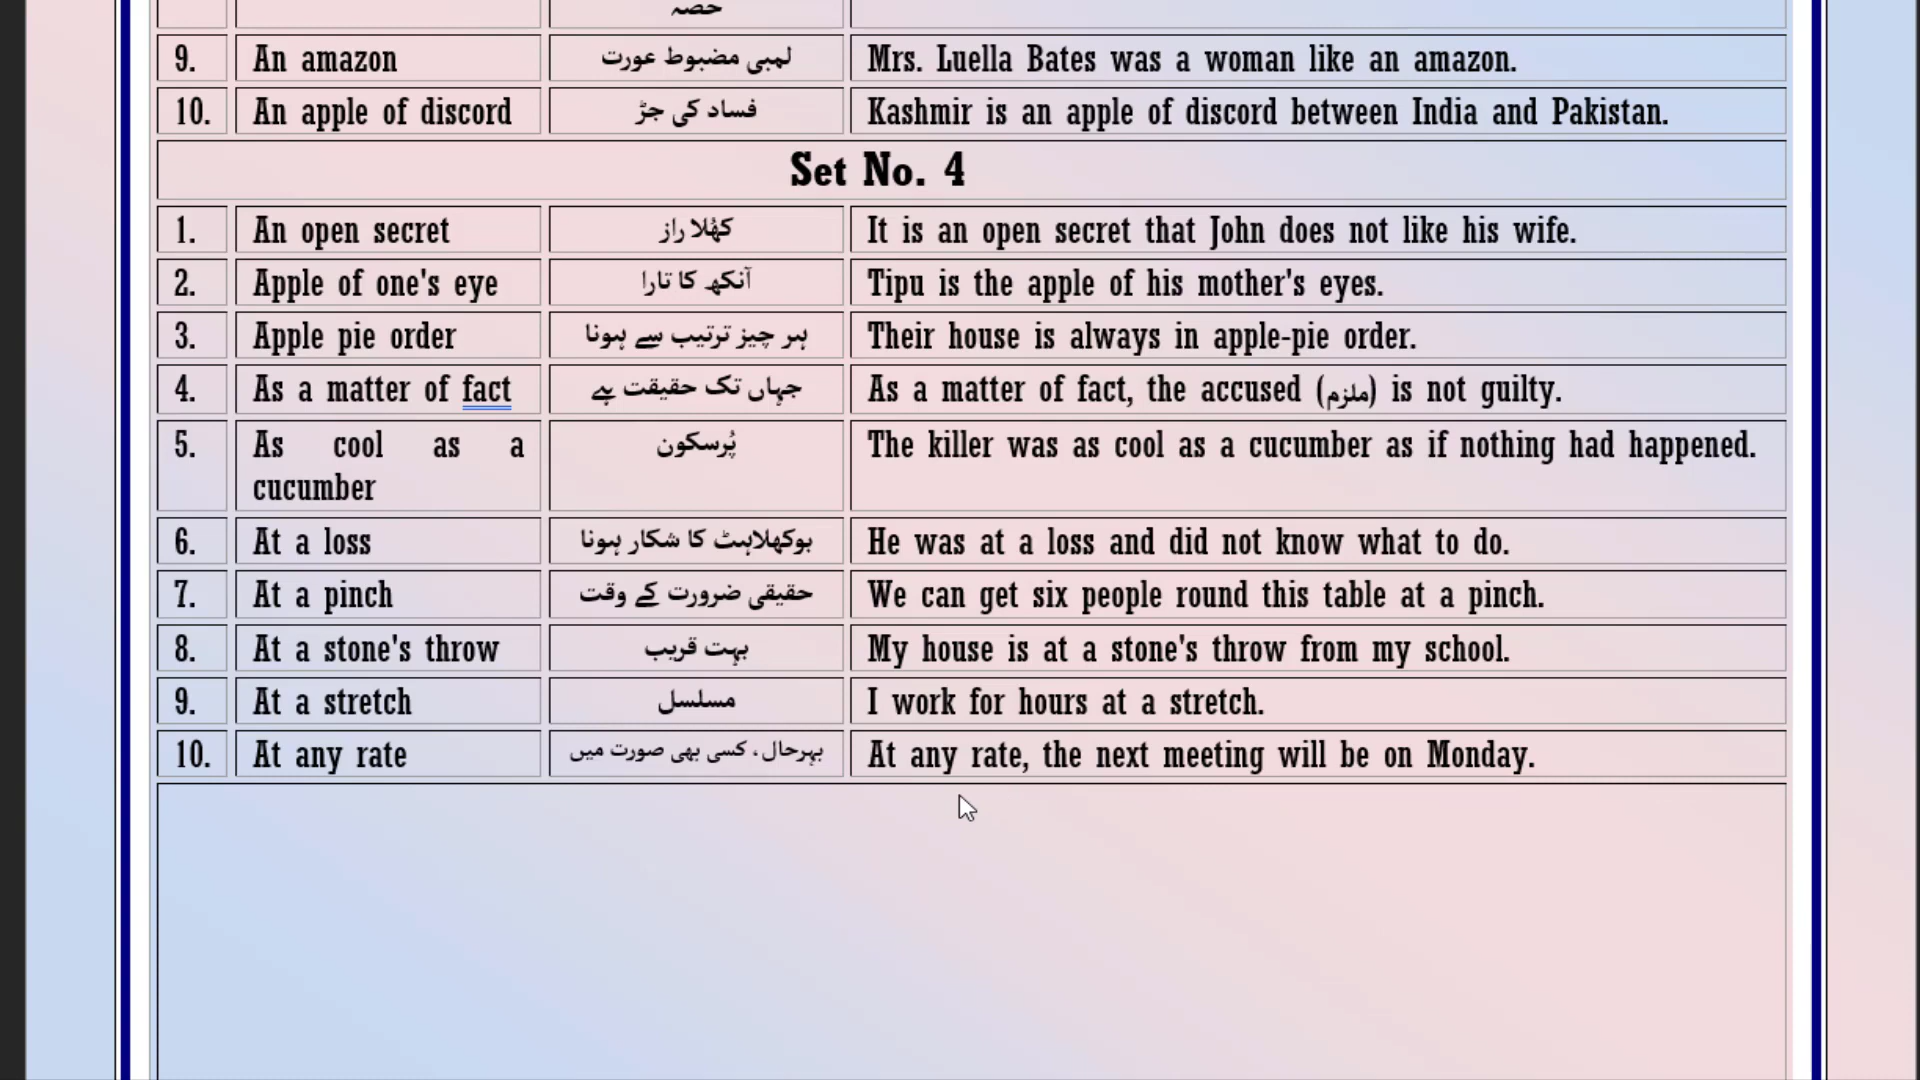 حصہ
9. An amazon لمبی مضبوط عورت Mrs. Luella Bates was a woman like an amazon.
10. An apple of discord فساد کی جڑ Kashmir is an apple of discord between India and Pakistan.
Set No. 4
1. An open secret کھُلا راز It is an open secret that John does not like his wife.
2. Apple of one's eye آنکھ کا تارا Tipu is the apple of his mother's eyes.
3. Apple pie order ہر چیز ترتیب سے ہونا Their house is always in apple-pie order.
4. As a matter of fact جہاں تک حقیقت ہے As a matter of fact, the accused (ملزم) is not guilty.
5. As cool as a پُرسکون The killer was as cool as a cucumber as if nothing had happened.
cucumber
6. At a loss بوکھلاہٹ کا شکار ہونا He was at a loss and did not know what to do.
7. At a pinch حقیقی ضرورت کے وقت We can get six people round this table at a pinch.
8. At a stone's throw بہت قریب My house is at a stone's throw from my school.
9. At a stretch مسلسل I work for hours at a stretch.
10. At any rate بہرحال، کسی بھی صورت میں At any rate, the next meeting will be on Monday.